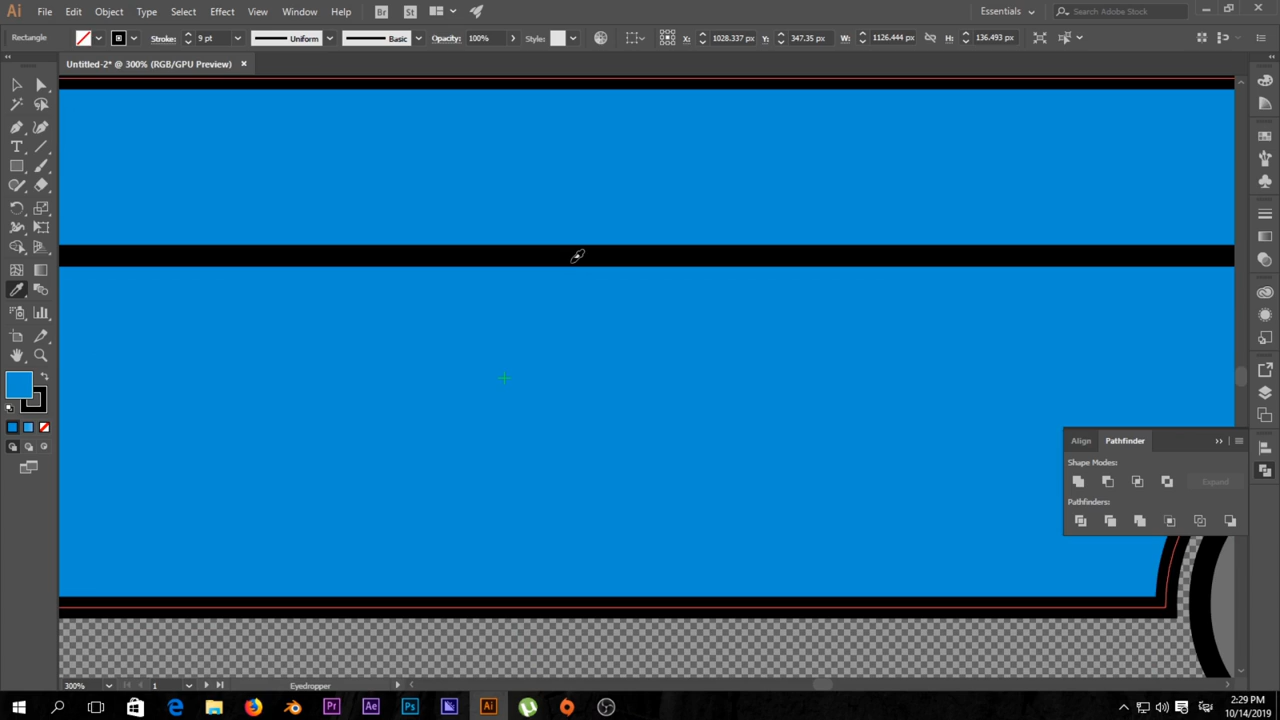 Ai File Edit Object Type Select Effect View Window Help Br St Essentials Search Adobe Stock
Rectangle Stroke: 9 pt Uniform Basic Opacity: 100% Style: X: 1028.337 px Y: 347.35 px W: 1126.444 px H: 136.493 px
Untitled-2* @ 300% (RGB/GPU Preview) ×
T
Align Pathfinder
Shape Modes:
Expand
Pathfinders:
300% 1 Eyedropper
Pr Ae Ps Ai 2:29 PM
10/14/2019